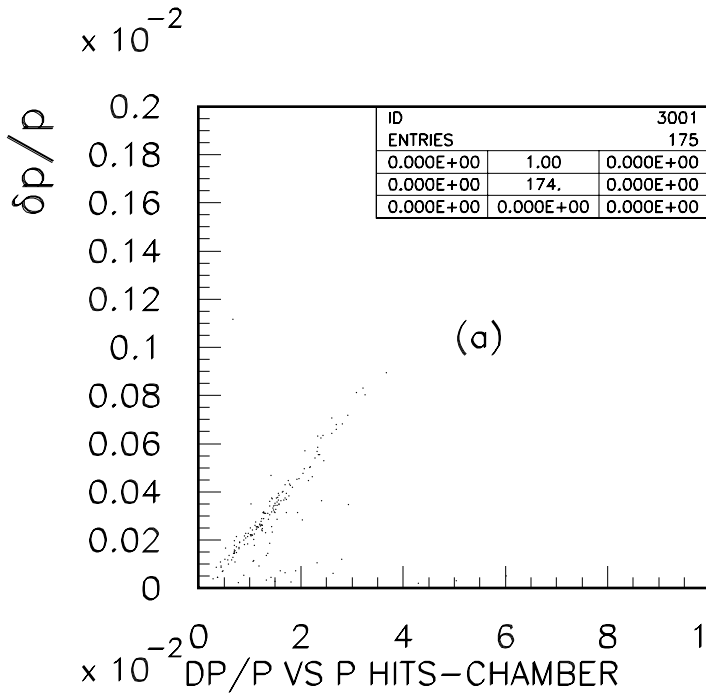 x 10-2
0.2
ID 3001
ENTRIES 175
0.000E+00 1.00 0.000E+00
0.000E+00 174. 0.000E+00
0.000E+00 0.000E+00 0.000E+00
δp/p
0.18
0.16
0.14
0.12
0.1
0.08
0.06
0.04
0.02
0
(a)
0 2 4 6 8 1
x 10-2
DP/P VS P HITS-CHAMBER